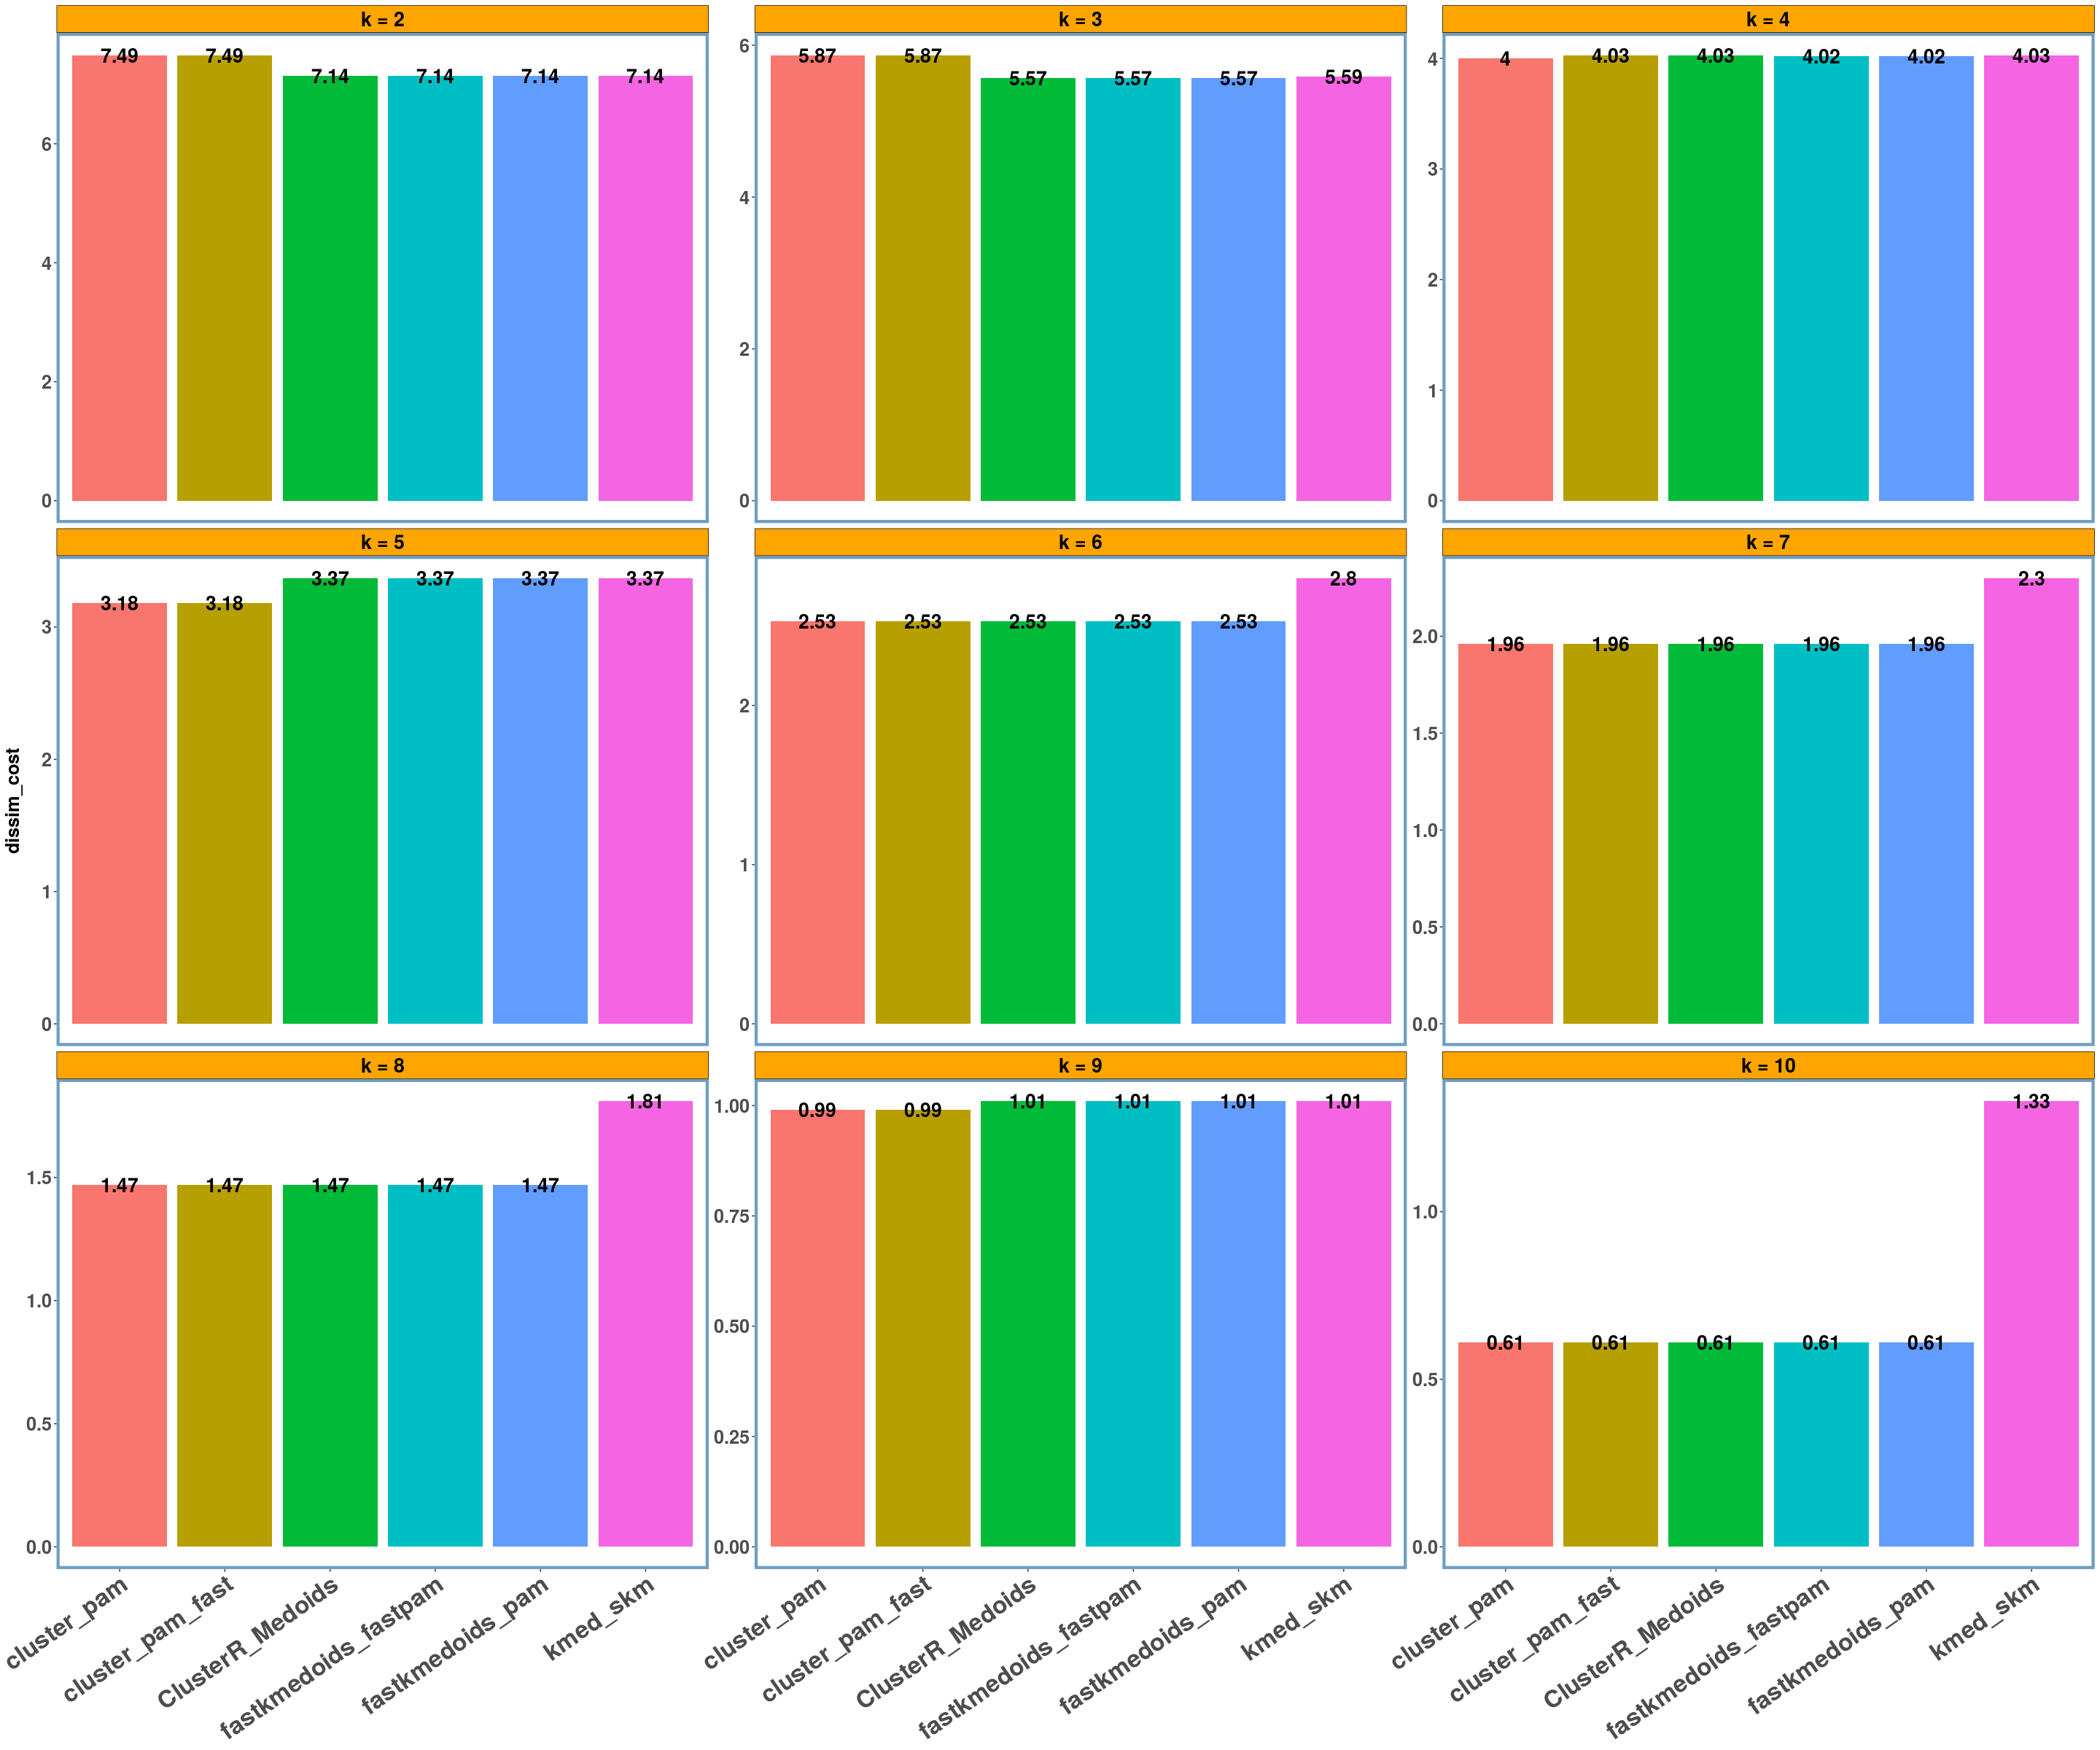 k = 2
k = 3
k = 4
7.49 7.49 7.14 7.14 7.14 7.14
6
4
2
0
5.87 5.87 5.57 5.57 5.57 5.59
6
4
2
0
4 4.03 4.03 4.02 4.02 4.03
4
3
2
1
0
k = 5
k = 6
k = 7
3.18 3.18 3.37 3.37 3.37 3.37
3
2
1
0
2.53 2.53 2.53 2.53 2.53 2.8
2
1
0
1.96 1.96 1.96 1.96 1.96 2.3
2.0
1.5
1.0
0.5
0.0
dissim_cost
k = 8
k = 9
k = 10
1.47 1.47 1.47 1.47 1.47 1.81
1.5
1.0
0.5
0.0
0.99 0.99 1.01 1.01 1.01 1.01
1.00
0.75
0.50
0.25
0.00
0.61 0.61 0.61 0.61 0.61 1.33
1.0
0.5
0.0
cluster_pam
cluster_pam_fast
ClusterR_Medoids
fastkmedoids_fastpam
fastkmedoids_pam
kmed_skm
cluster_pam
cluster_pam_fast
ClusterR_Medoids
fastkmedoids_fastpam
fastkmedoids_pam
kmed_skm
cluster_pam
cluster_pam_fast
ClusterR_Medoids
fastkmedoids_fastpam
fastkmedoids_pam
kmed_skm